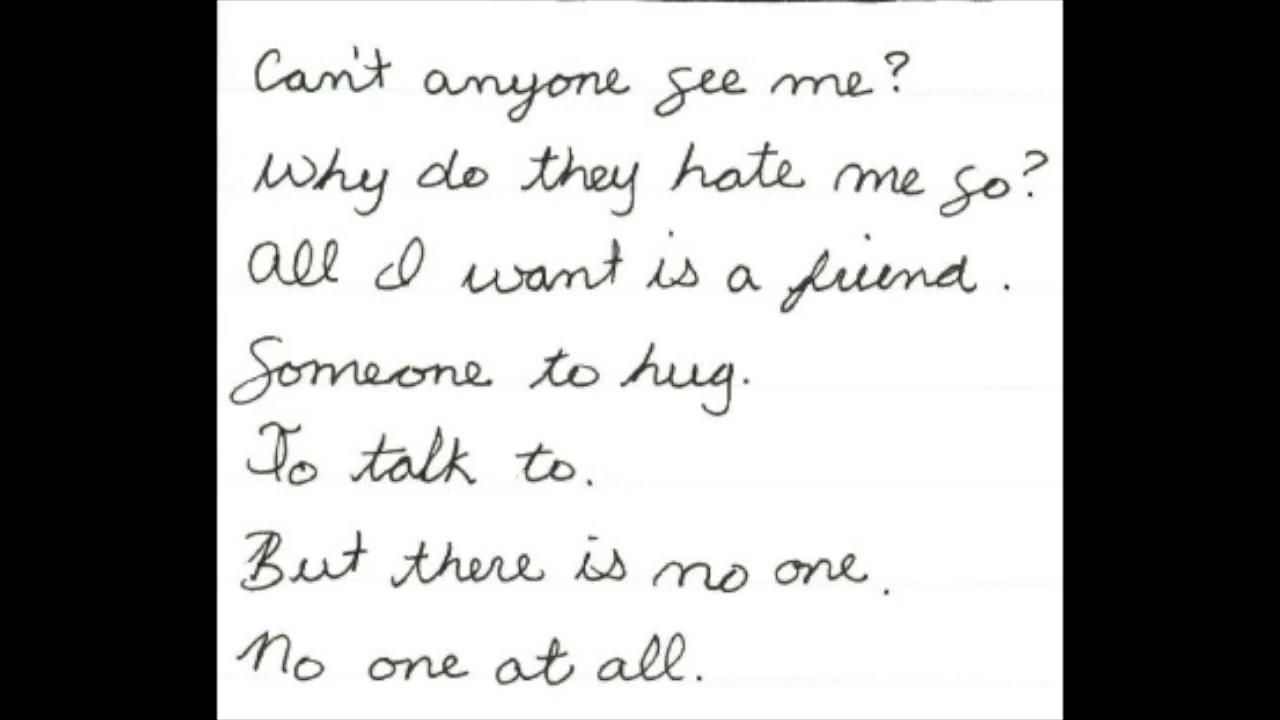 Can't anyone see me?
Why do they hate me so?
All I want is a friend.
Someone to hug.
To talk to.
But there is no one.
No one at all.